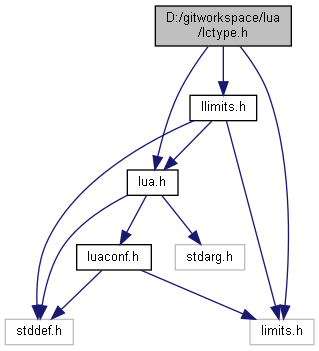 D:/gitworkspace/lua
/lctype.h
llimits.h
lua.h
luaconf.h
stdarg.h
stddef.h
limits.h